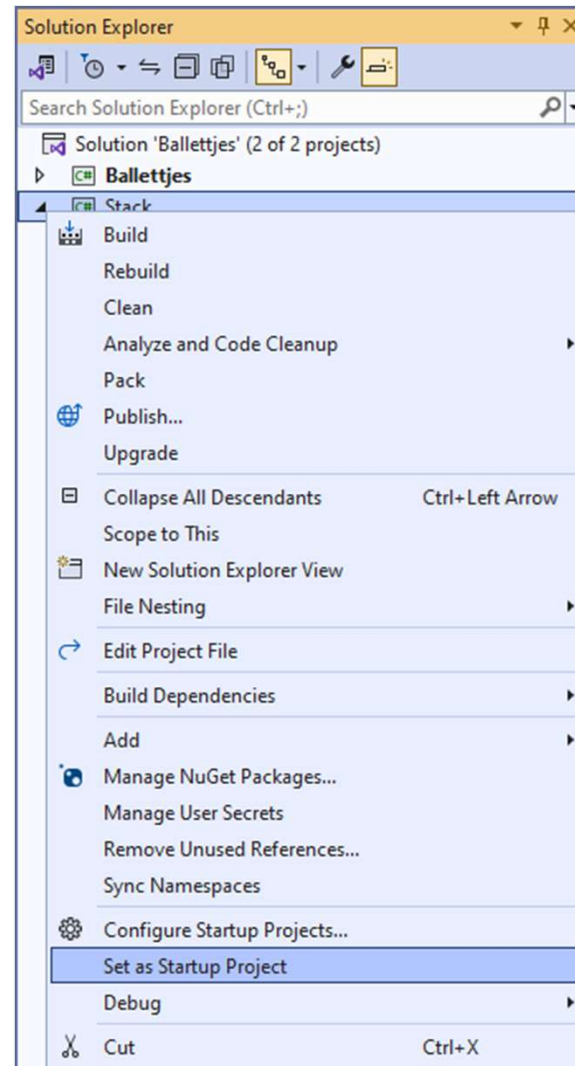 Solution Explorer
Search Solution Explorer (Ctrl+;)
Solution 'Ballettjes' (2 of 2 projects)
C# Ballettjes
C# Stack
Build
Rebuild
Clean
Analyze and Code Cleanup
Pack
Publish...
Upgrade
Collapse All Descendants Ctrl+Left Arrow
Scope to This
New Solution Explorer View
File Nesting
Edit Project File
Build Dependencies
Add
Manage NuGet Packages...
Manage User Secrets
Remove Unused References...
Sync Namespaces
Configure Startup Projects...
Set as Startup Project
Debug
Cut Ctrl+X